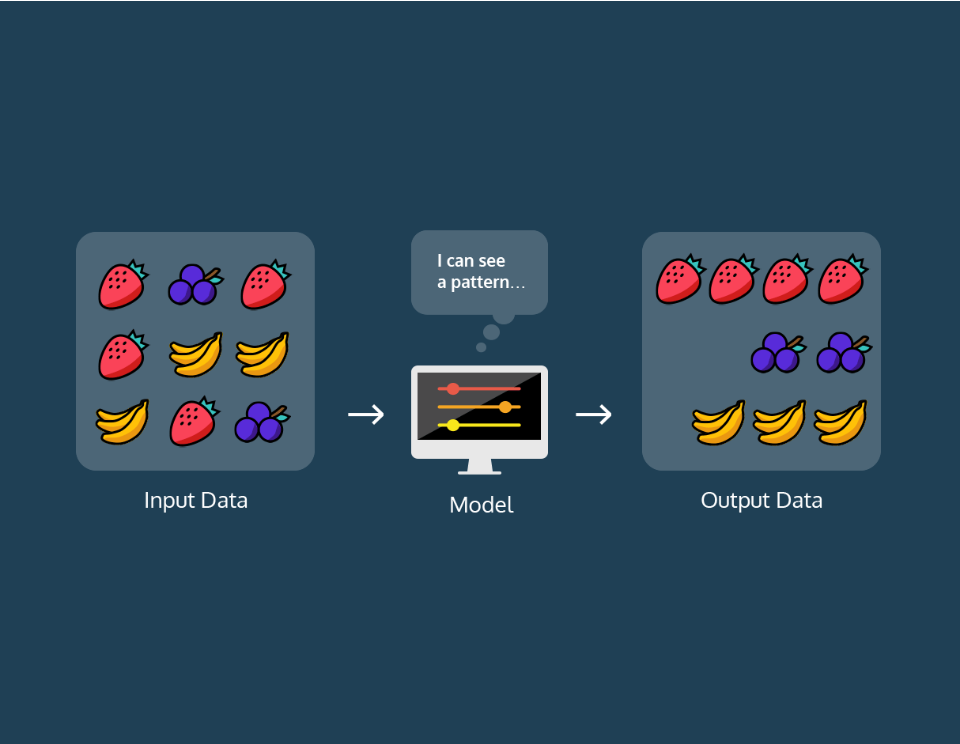 I can see
a pattern...
Input Data
Model
Output Data